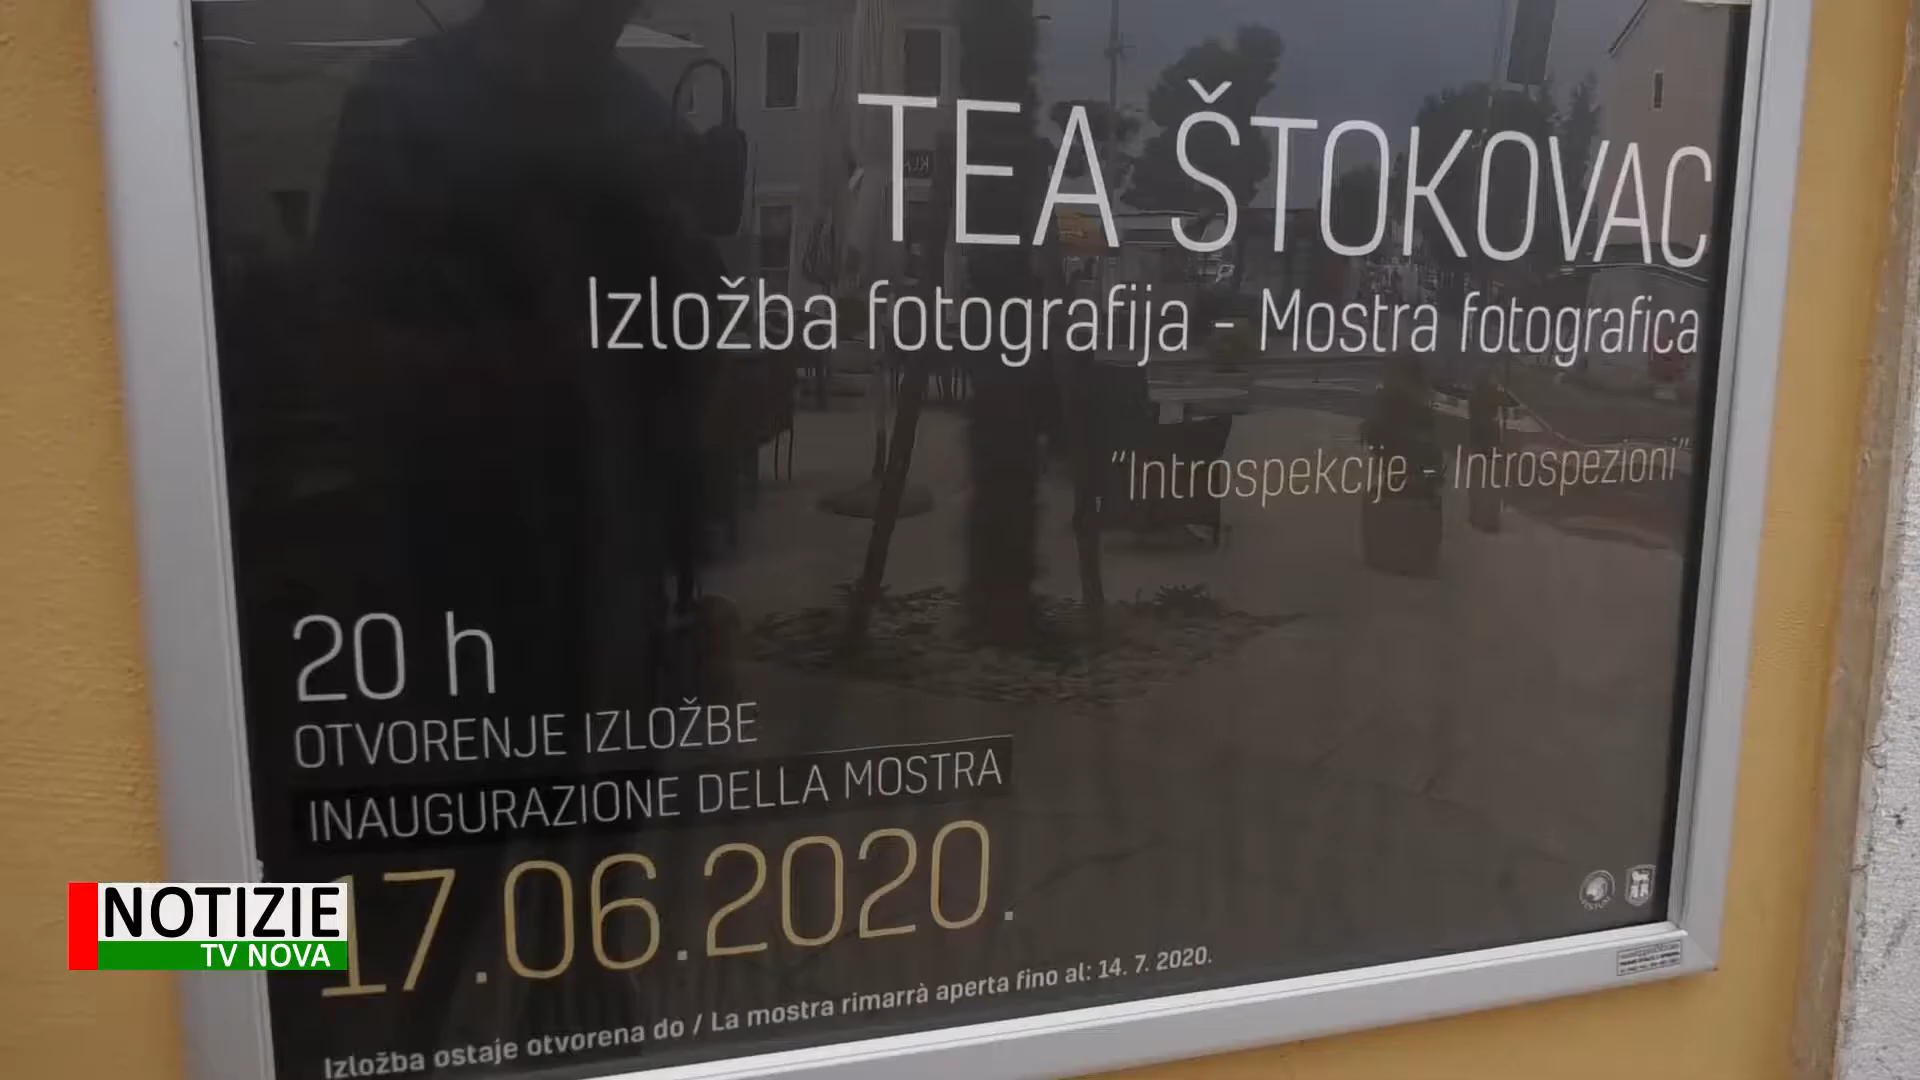 TEA ŠTOKOVAC
Izložba fotografija - Mostra fotografica
“Introspekcije - Introspezioni”
20 h
OTVORENJE IZLOŽBE
INAUGURAZIONE DELLA MOSTRA
17.06.2020.
Izložba ostaje otvorena do / La mostra rimarrà aperta fino al: 14. 7. 2020.
NOTIZIE
TV NOVA